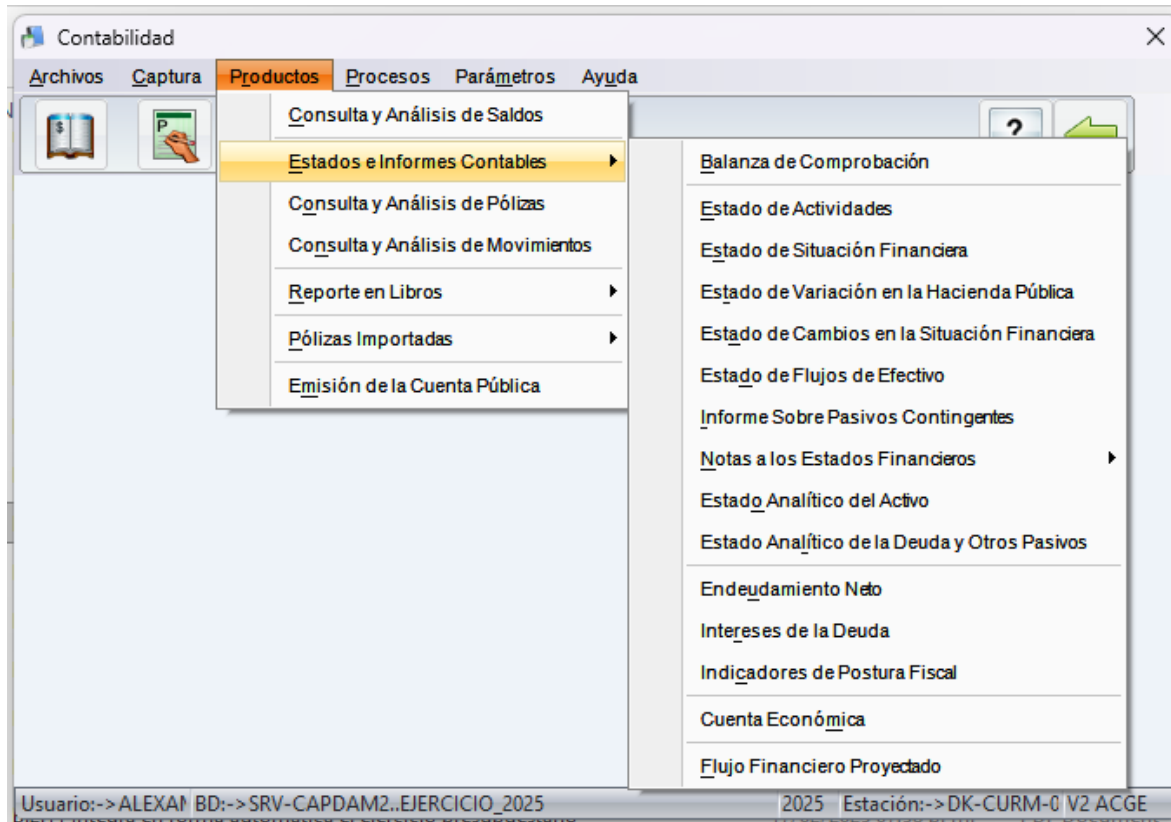 Contabilidad
Archivos Captura Productos Procesos Parámetros Ayuda
Consulta y Análisis de Saldos
Estados e Informes Contables
Consulta y Análisis de Pólizas
Consulta y Análisis de Movimientos
Reporte en Libros
Pólizas Importadas
Emisión de la Cuenta Pública
Balanza de Comprobación
Estado de Actividades
Estado de Situación Financiera
Estado de Variación en la Hacienda Pública
Estado de Cambios en la Situación Financiera
Estado de Flujos de Efectivo
Informe Sobre Pasivos Contingentes
Notas a los Estados Financieros
Estado Analítico del Activo
Estado Analítico de la Deuda y Otros Pasivos
Endeudamiento Neto
Intereses de la Deuda
Indicadores de Postura Fiscal
Cuenta Económica
Flujo Financiero Proyectado
Usuario:-> BD:->SRV-CAPDAM2..EJERCICIO_2025 2025 Estación:->DK-CURM-0 V2 ACGE